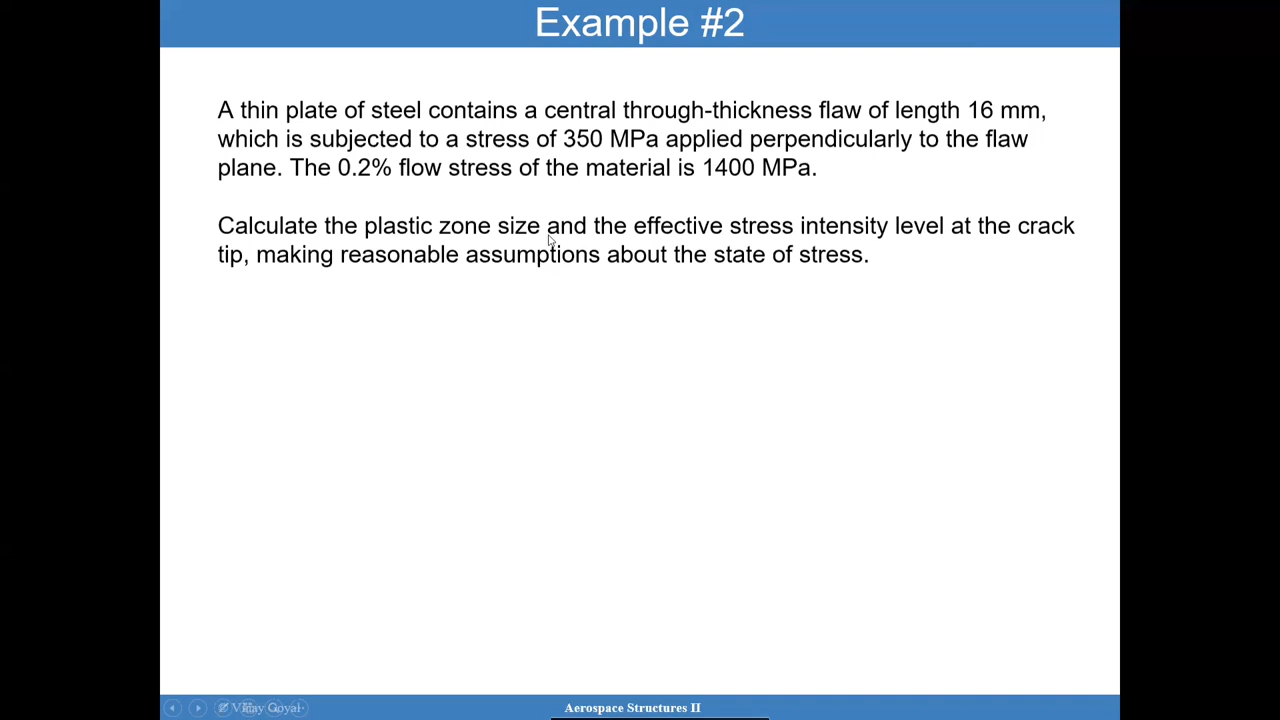 Example #2
A thin plate of steel contains a central through-thickness flaw of length 16 mm,
which is subjected to a stress of 350 MPa applied perpendicularly to the flaw
plane. The 0.2% flow stress of the material is 1400 MPa.
Calculate the plastic zone size and the effective stress intensity level at the crack
tip, making reasonable assumptions about the state of stress.
Vijay Goyal
Aerospace Structures II